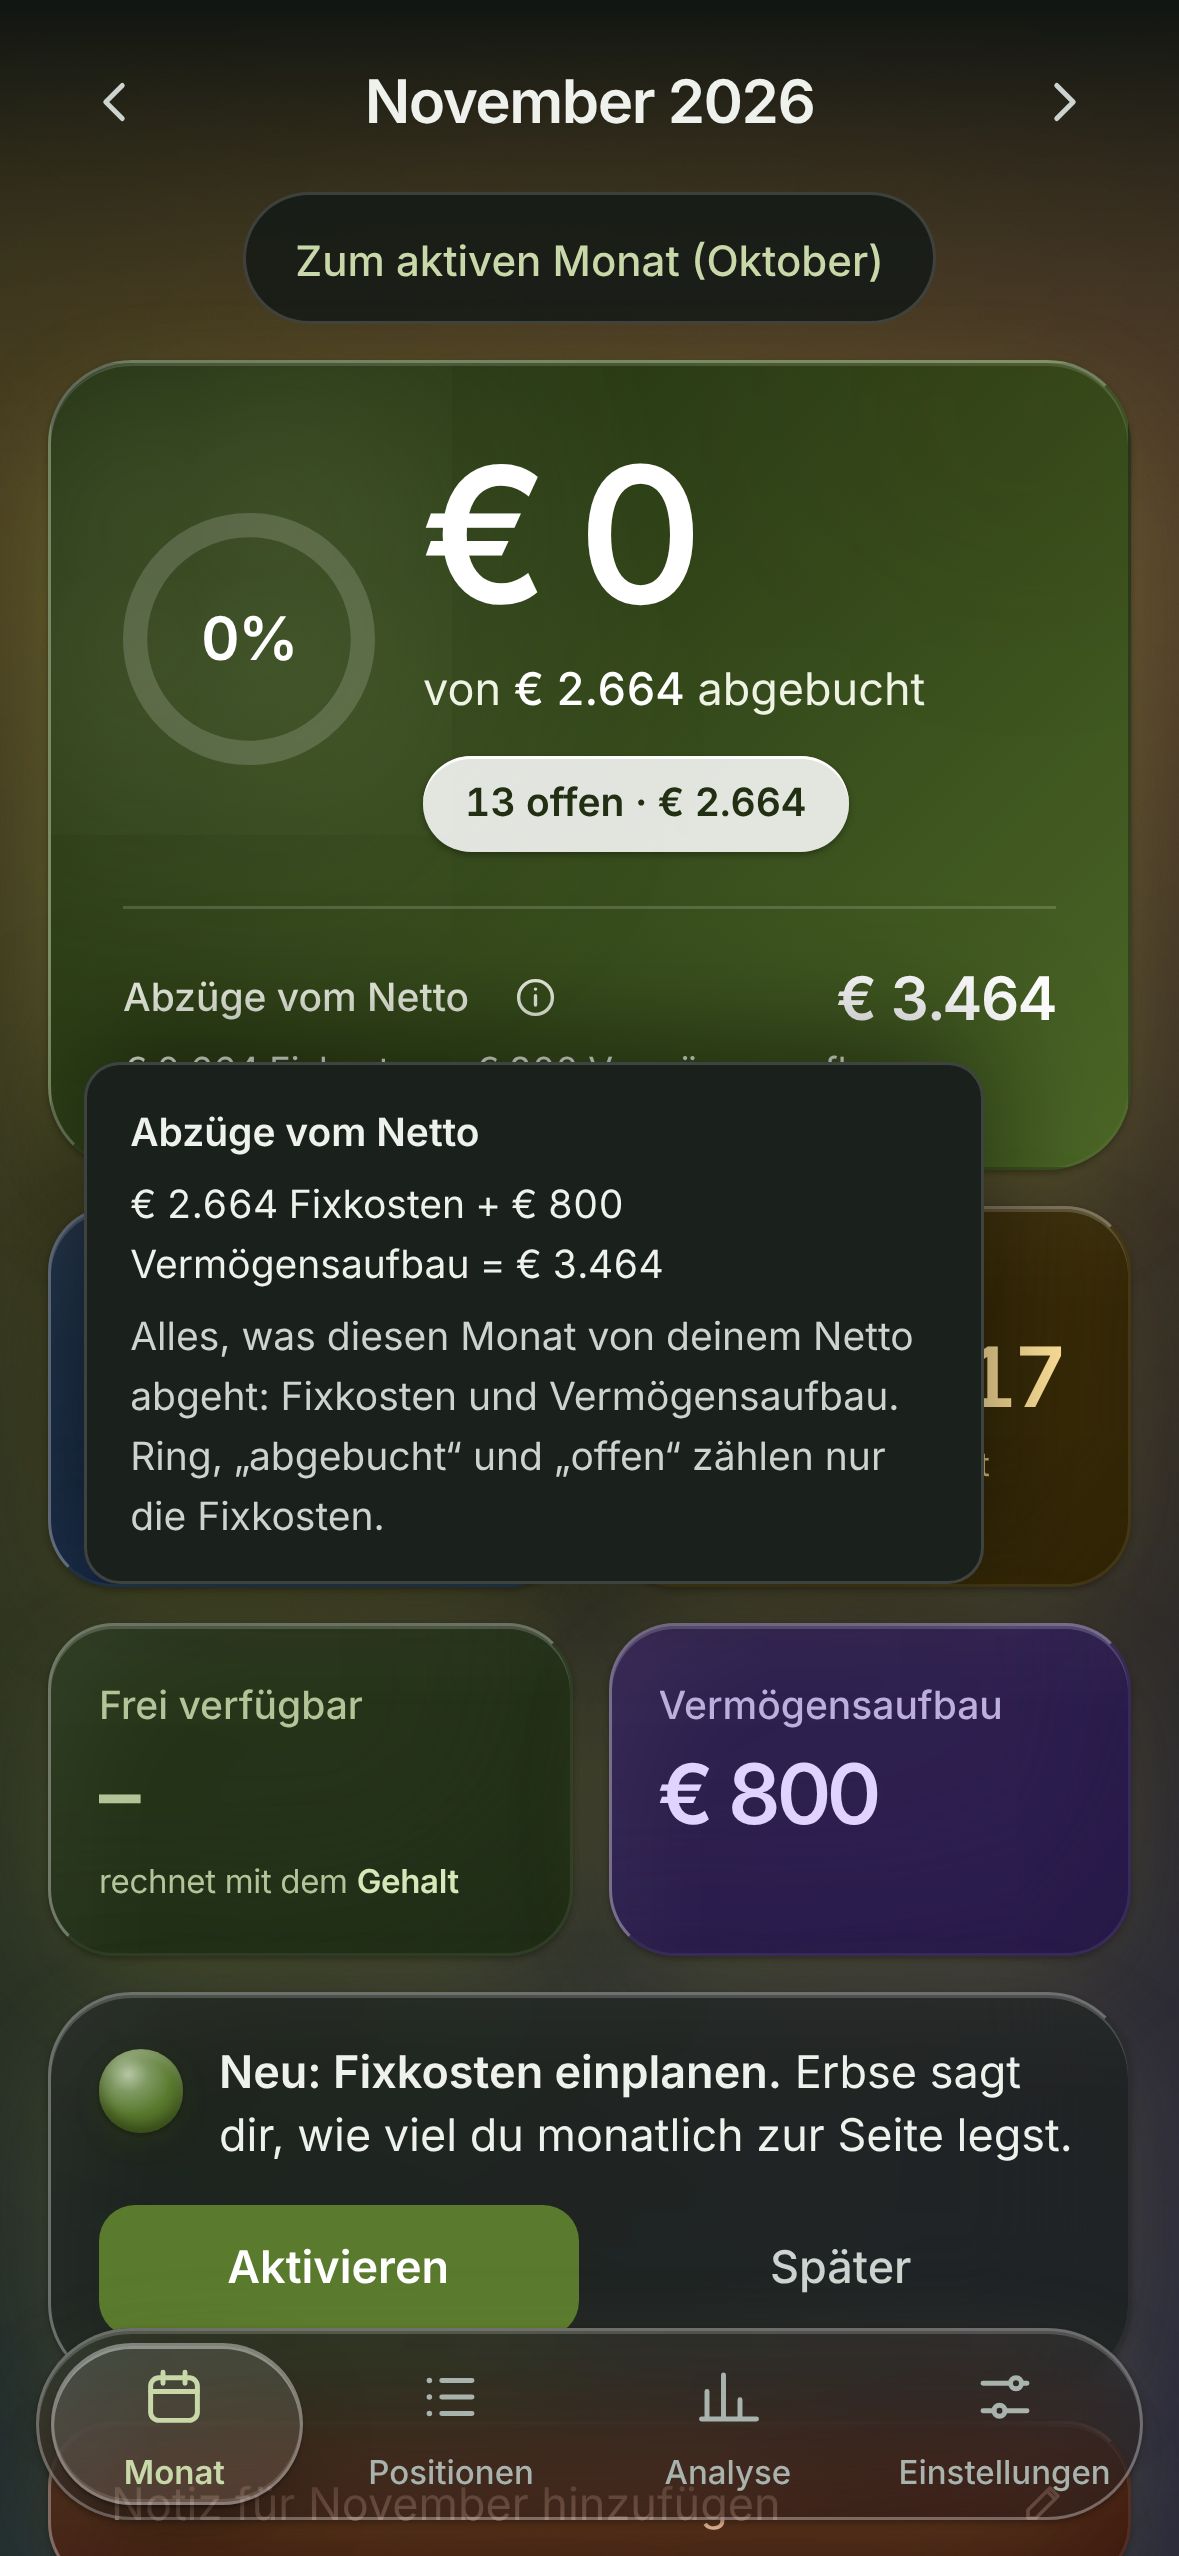 November 2026
Zum aktiven Monat (Oktober)
€ 0
0%
von € 2.664 abgebucht
13 offen · € 2.664
Abzüge vom Netto
€ 3.464
Abzüge vom Netto
€ 2.664 Fixkosten + € 800
Vermögensaufbau = € 3.464
Alles, was diesen Monat von deinem Netto
abgeht: Fixkosten und Vermögensaufbau.
Ring, „abgebucht“ und „offen“ zählen nur
die Fixkosten.
17
t
Frei verfügbar
–
rechnet mit dem Gehalt
Vermögensaufbau
€ 800
Neu: Fixkosten einplanen. Erbse sagt
dir, wie viel du monatlich zur Seite legst.
Aktivieren
Später
Monat
Positionen
Analyse
Einstellungen
Notiz für November hinzufügen